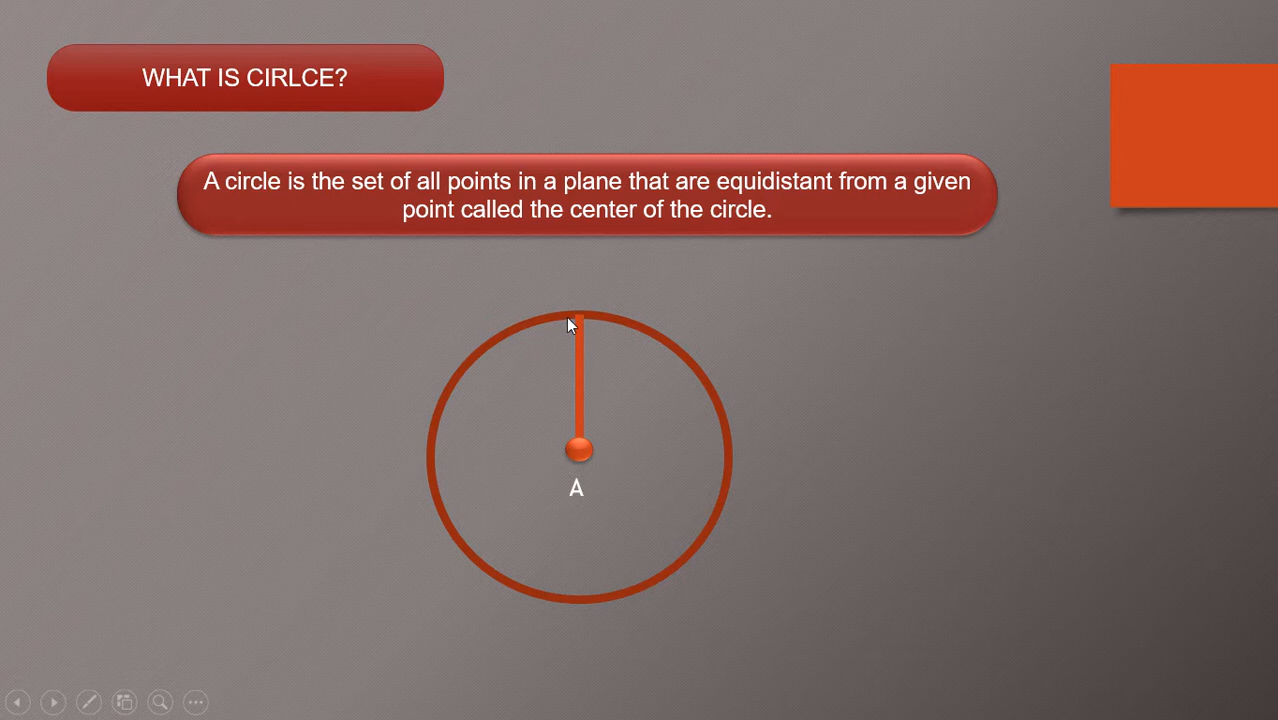 WHAT IS CIRLCE?
A circle is the set of all points in a plane that are equidistant from a given
point called the center of the circle.
A